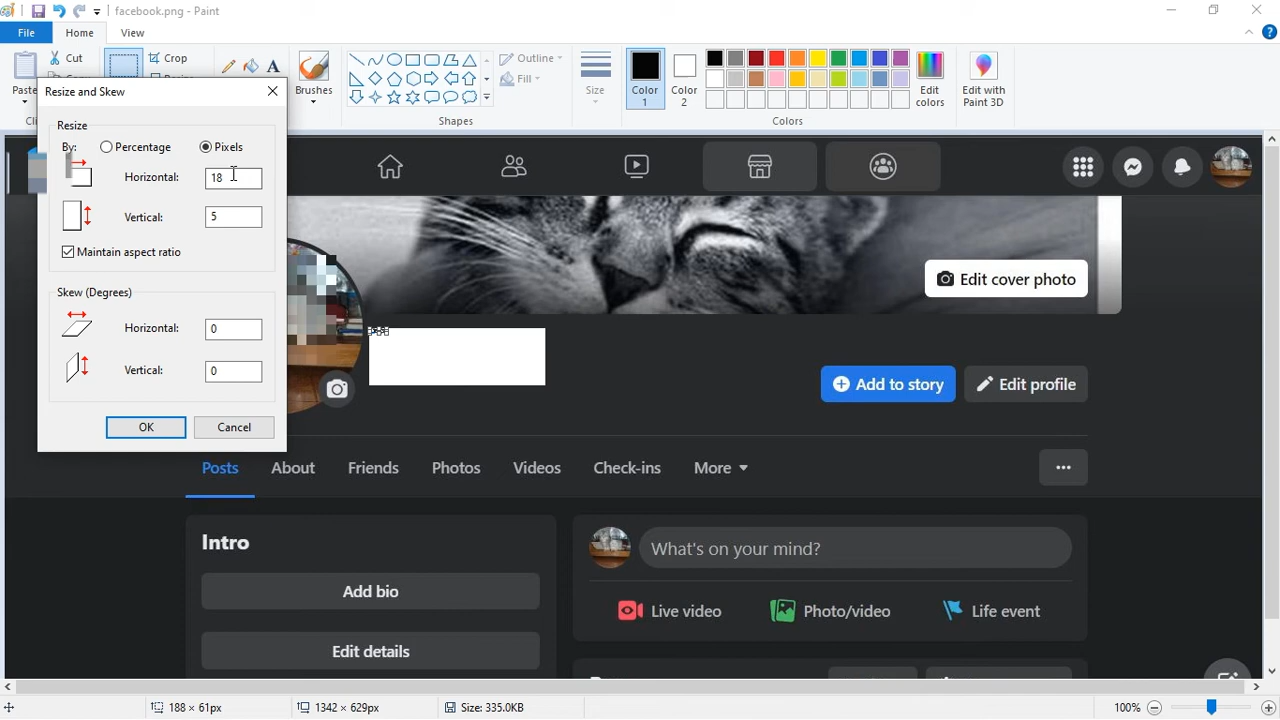 facebook.png - Paint
File Home View
Paste
Cut
Crop
Brushes
Outline
Fill
Size
Color 1
Color 2
Edit colors
Edit with Paint 3D
Shapes
Colors
Resize and Skew
Resize
By: Percentage Pixels
Horizontal: 18
Vertical: 5
Maintain aspect ratio
Skew (Degrees)
Horizontal: 0
Vertical: 0
OK Cancel
Edit cover photo
Add to story
Edit profile
Posts About Friends Photos Videos Check-ins More
Intro
Add bio
Edit details
What's on your mind?
Live video Photo/video Life event
188 × 61px
1342 × 629px
Size: 335.0KB
100%